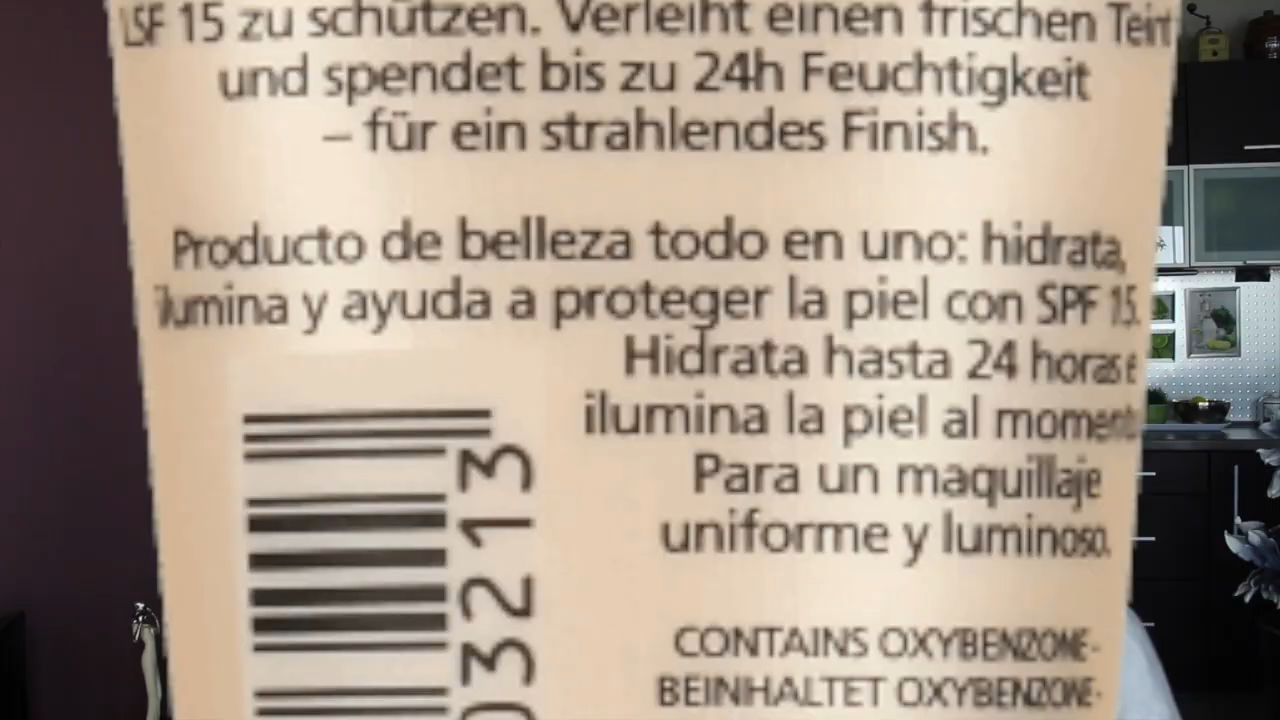 LSF 15 zu schützen. Verleiht einen frischen Teint
und spendet bis zu 24h Feuchtigkeit
– für ein strahlendes Finish.
Producto de belleza todo en uno: hidrata,
ilumina y ayuda a proteger la piel con SPF 15.
Hidrata hasta 24 horas e
ilumina la piel al moment
Para un maquillaje
uniforme y luminoso.
03213
CONTAINS OXYBENZONE-
BEINHALTET OXYBENZONE-